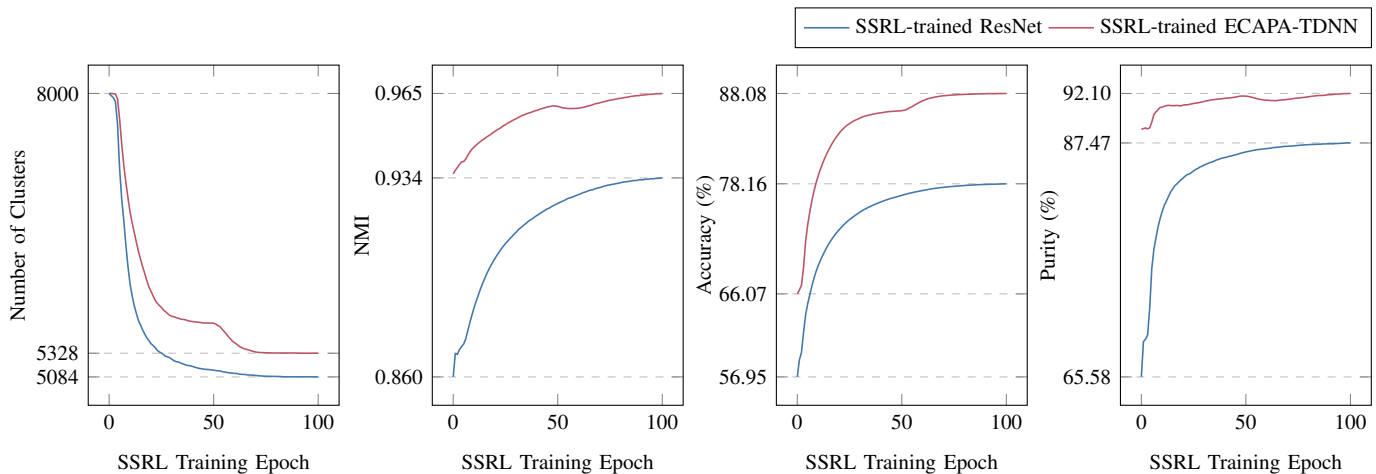 SSRL-trained ResNet
SSRL-trained ECAPA-TDNN
Number of Clusters
8000
5328
5084
0
50
100
SSRL Training Epoch
NMI
0.965
0.934
0.860
0
50
100
SSRL Training Epoch
Accuracy (%)
88.08
78.16
66.07
56.95
0
50
100
SSRL Training Epoch
Purity (%)
92.10
87.47
65.58
0
50
100
SSRL Training Epoch